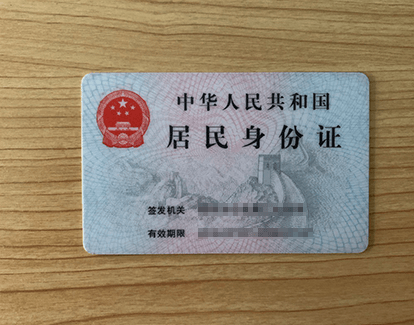 中华人民共和国
居民身份证
签发机关
有效期限